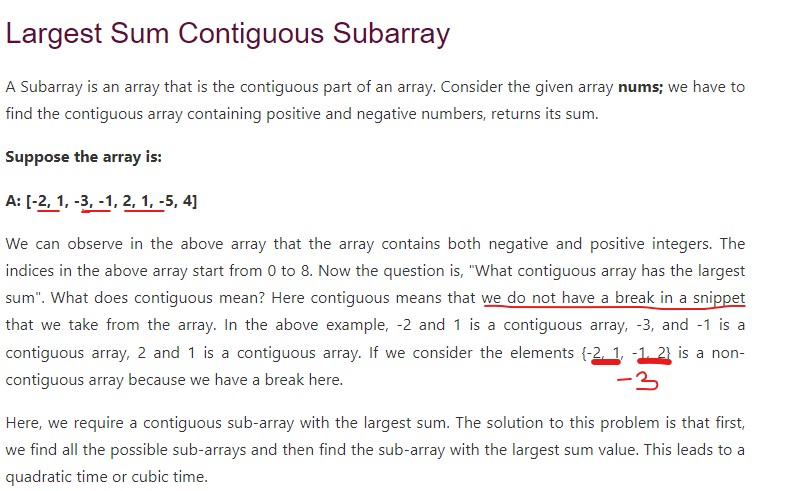 Largest Sum Contiguous Subarray
A Subarray is an array that is the contiguous part of an array. Consider the given array nums; we have to
find the contiguous array containing positive and negative numbers, returns its sum.
Suppose the array is:
A: [-2, 1, -3, -1, 2, 1, -5, 4]
We can observe in the above array that the array contains both negative and positive integers. The
indices in the above array start from 0 to 8. Now the question is, "What contiguous array has the largest
sum". What does contiguous mean? Here contiguous means that we do not have a break in a snippet
that we take from the array. In the above example, -2 and 1 is a contiguous array, -3, and -1 is a
contiguous array, 2 and 1 is a contiguous array. If we consider the elements {-2, 1, -1, 2} is a non-
contiguous array because we have a break here.
-3
Here, we require a contiguous sub-array with the largest sum. The solution to this problem is that first,
we find all the possible sub-arrays and then find the sub-array with the largest sum value. This leads to a
quadratic time or cubic time.